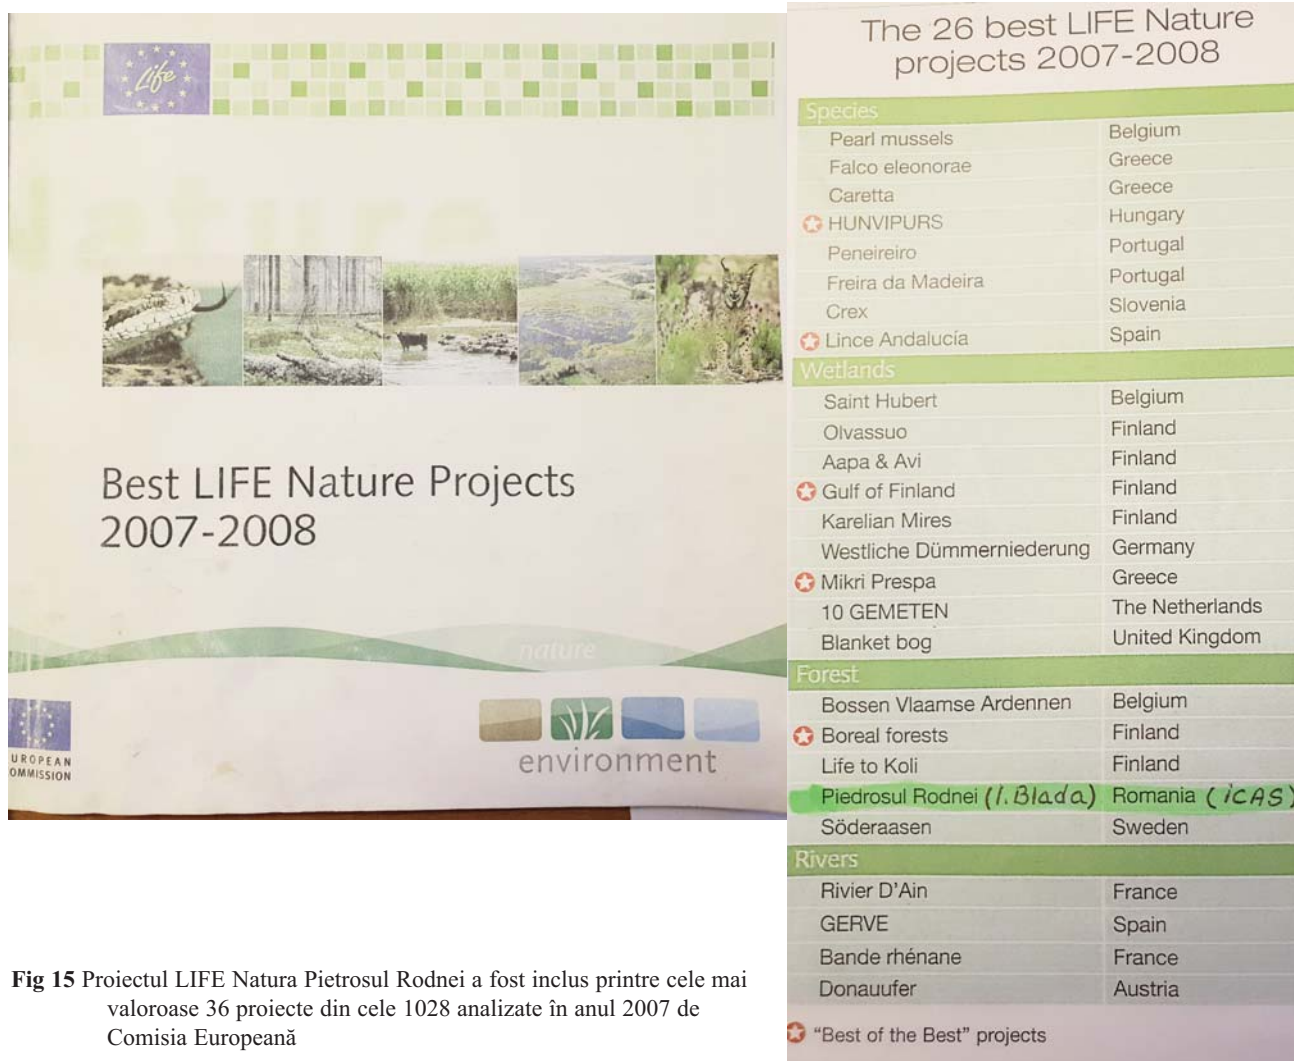 Life
Nature
Best LIFE Nature Projects
2007-2008
nature
UROPEAN
OMMISSION
environment
Fig 15 Proiectul LIFE Natura Pietrosul Rodnei a fost inclus printre cele mai
valoroase 36 proiecte din cele 1028 analizate în anul 2007 de
Comisia Europeană
The 26 best LIFE Nature
projects 2007-2008
Species
Pearl mussels Belgium
Falco eleonorae Greece
Caretta Greece
HUNVIPURS Hungary
Peneireiro Portugal
Freira da Madeira Portugal
Crex Slovenia
Lince Andalucía Spain
Wetlands
Saint Hubert Belgium
Olvassuo Finland
Aapa & Avi Finland
Gulf of Finland Finland
Karelian Mires Finland
Westliche Dümmerniederung Germany
Mikri Prespa Greece
10 GEMETEN The Netherlands
Blanket bog United Kingdom
Forest
Bossen Vlaamse Ardennen Belgium
Boreal forests Finland
Life to Koli Finland
Piedrosul Rodnei (I. Blada) Romania (iCAS)
Söderaasen Sweden
Rivers
Rivier D'Ain France
GERVE Spain
Bande rhénane France
Donauufer Austria
"Best of the Best" projects